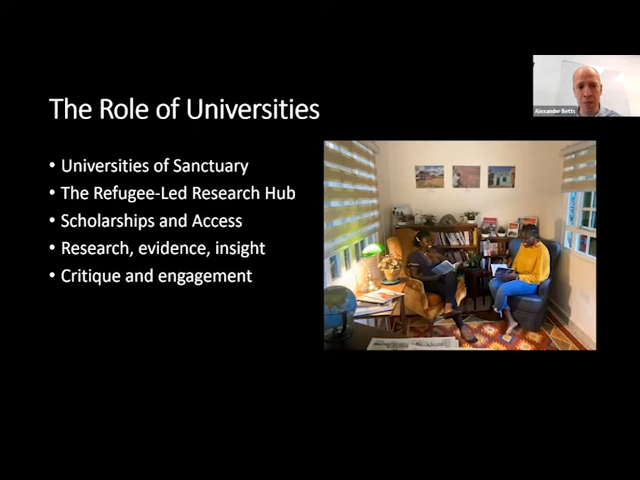 The Role of Universities
• Universities of Sanctuary
• The Refugee-Led Research Hub
• Scholarships and Access
• Research, evidence, insight
• Critique and engagement
Alexander Betts